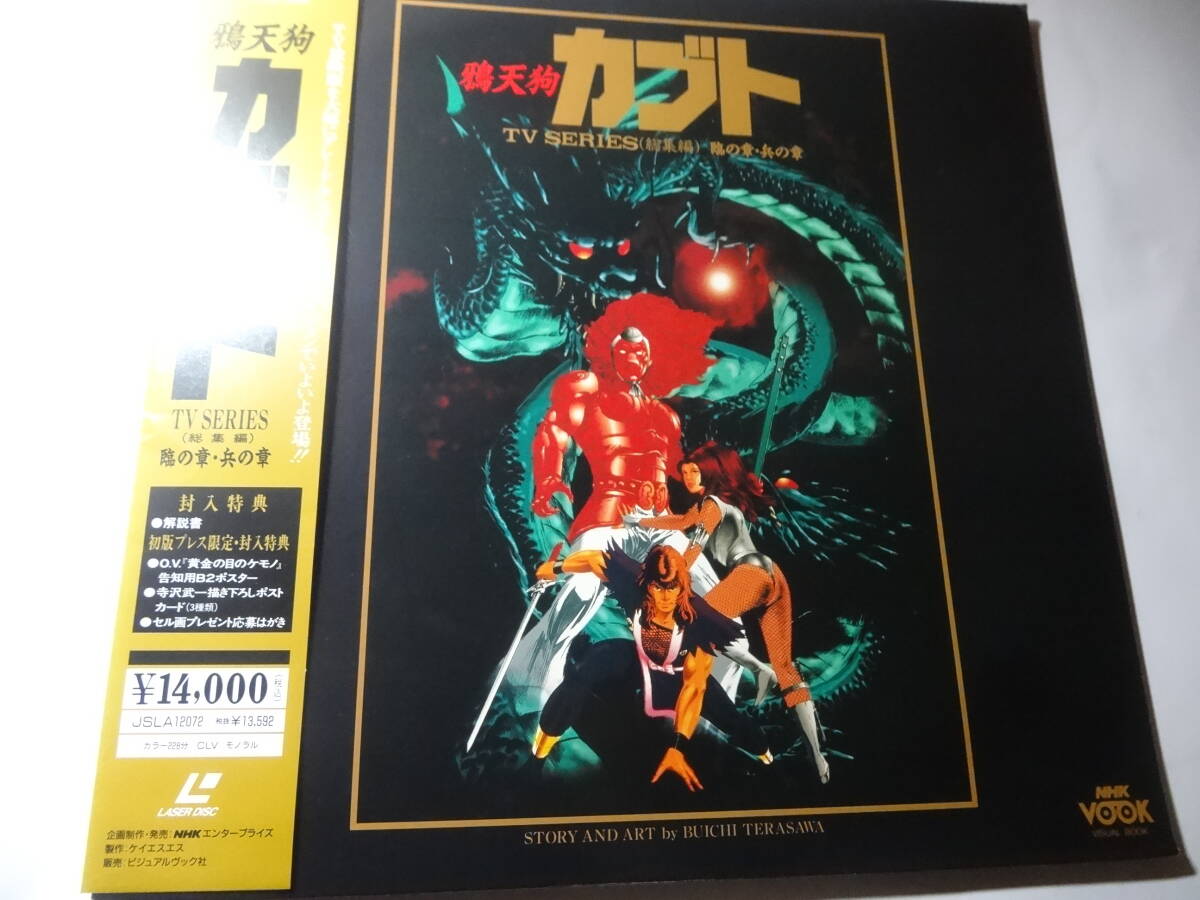 鴉天狗
カブト
TV SERIES
(総集編)
臨の章・兵の章
いよいよ登場!!
封入特典
●解説書
初版プレス限定・封入特典
●O.V.『黄金の目のケモノ』
告知用B2ポスター
●寺沢武一描き下ろしポスト
カード(3種類)
●セル画プレゼント応募はがき
¥14,000
JSLA12072 税抜¥13,592
カラー228分 CLV モノラル
LASER DISC
企画制作・発売:NHKエンタープライズ
製作:ケイエスエス
販売:ビジュアルヴック社
鴉天狗カブト
TV SERIES(総集編) 臨の章・兵の章
STORY AND ART by BUICHI TERASAWA
NHK
VOOK
VISUAL BOOK